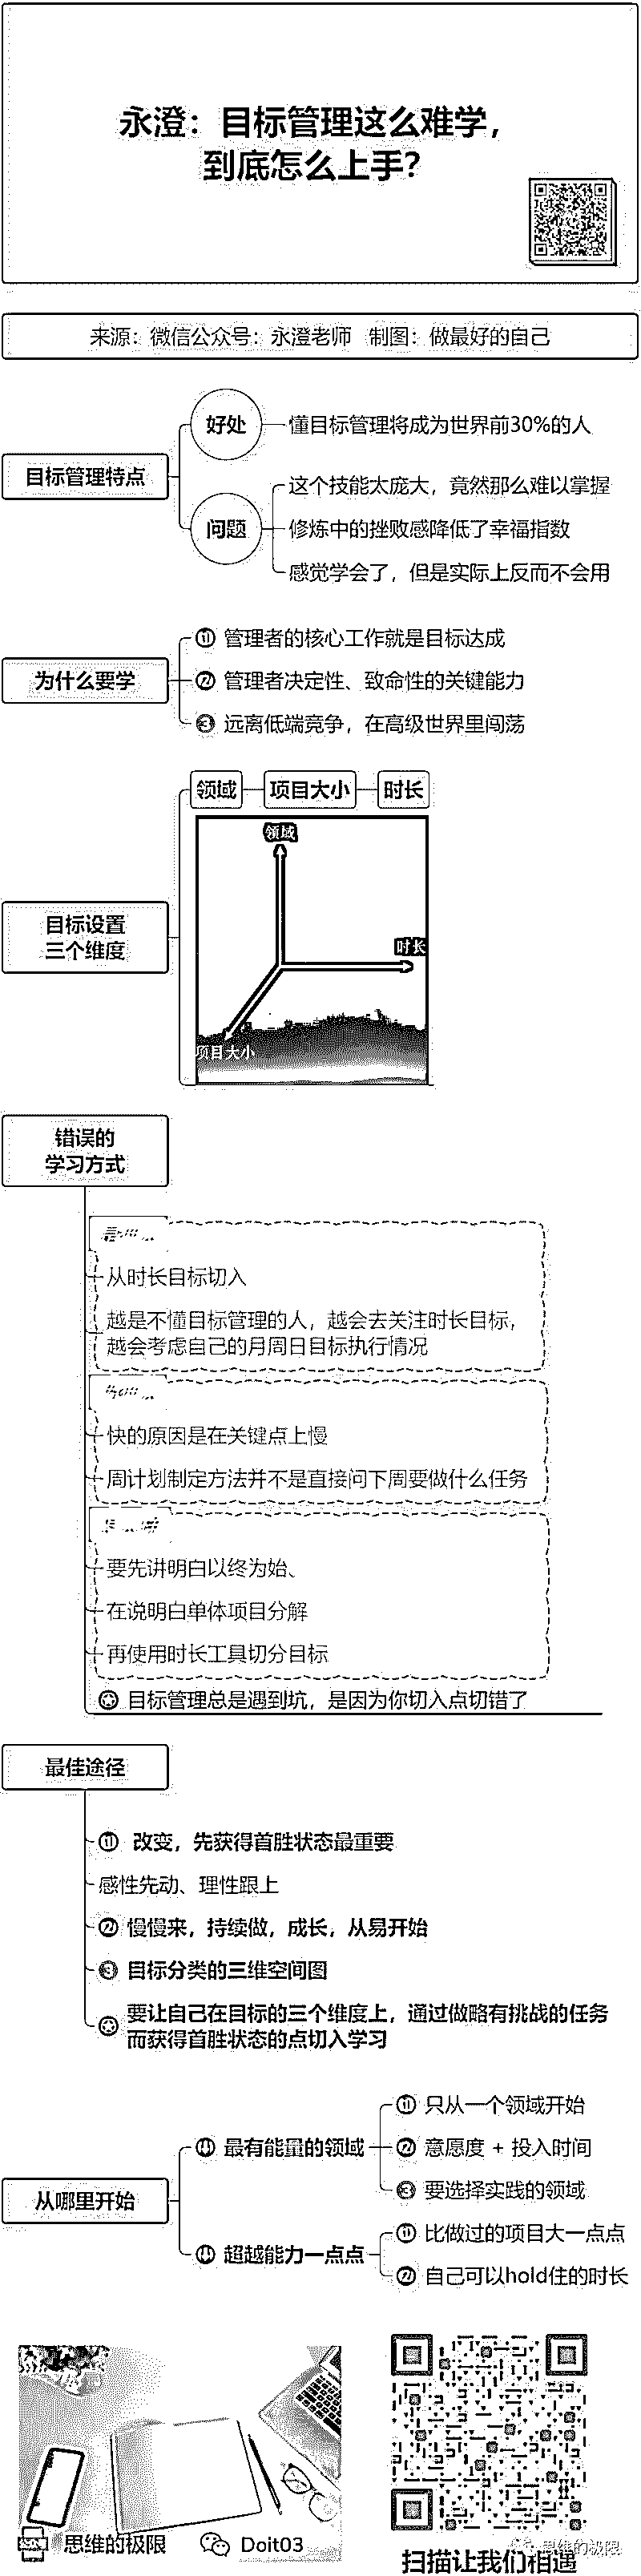 永澄：目标管理这么难学，
到底怎么上手？
来源：微信公众号：永澄老师 制图：做最好的自己
目标管理特点
好处
懂目标管理将成为世界前30%的人
问题
这个技能太庞大，竟然那么难以掌握
修炼中的挫败感降低了幸福指数
感觉学会了，但是实际上反而不会用
为什么要学
① 管理者的核心工作就是目标达成
② 管理者决定性、致命性的关键能力
③ 远离低端竞争，在高级世界里闯荡
目标设置
三个维度
领域 项目大小 时长
领域
时长
项目大小
错误的
学习方式
从时长目标切入
越是不懂目标管理的人，越会去关注时长目标，
越会考虑自己的月周日目标执行情况
快的原因是在关键点上慢
周计划制定方法并不是直接问下周要做什么任务
要先讲明白以终为始、
在说明白单体项目分解
再使用时长工具切分目标
目标管理总是遇到坑，是因为你切入点切错了
最佳途径
① 改变，先获得首胜状态最重要
感性先动、理性跟上
② 慢慢来，持续做，成长，从易开始
③ 目标分类的三维空间图
要让自己在目标的三个维度上，通过做略有挑战的任务
而获得首胜状态的点切入学习
从哪里开始
最有能量的领域
① 只从一个领域开始
② 意愿度 + 投入时间
③ 要选择实践的领域
超越能力一点点
① 比做过的项目大一点点
② 自己可以hold住的时长
思维的极限 Doit03
思维的极限
扫描让我们相遇